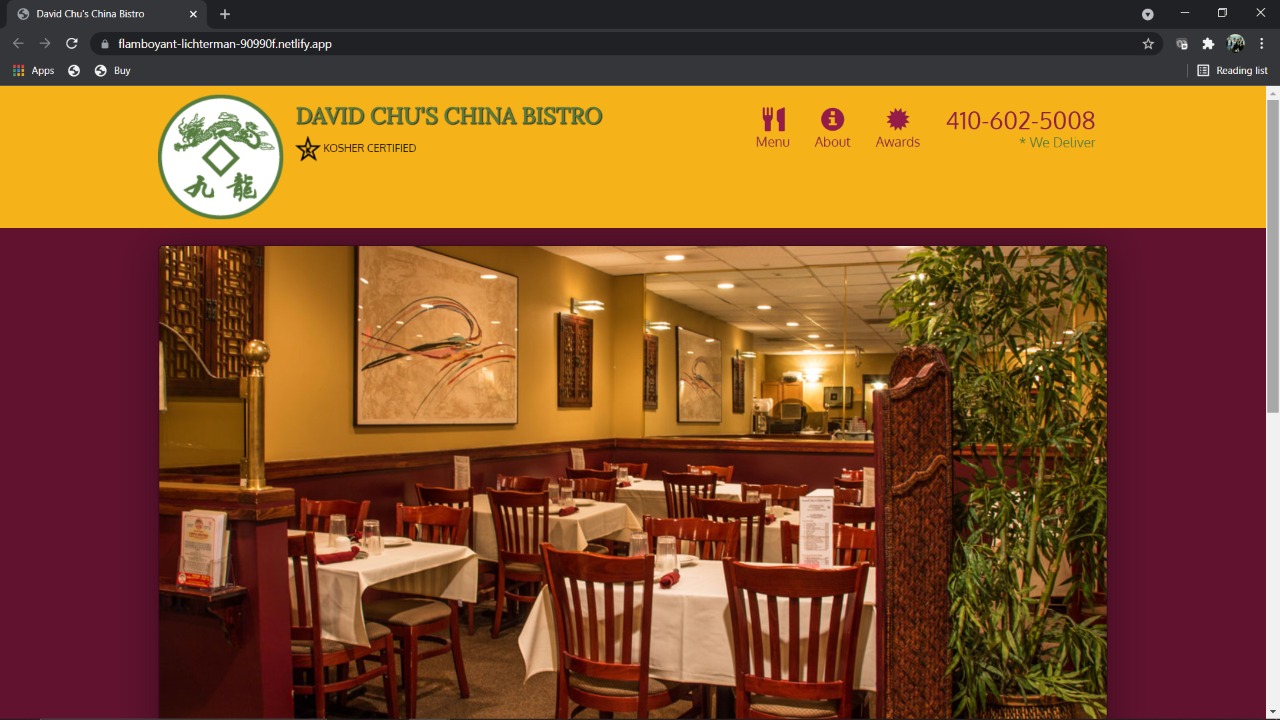 David Chu's China Bistro
flamboyant-lichterman-90990f.netlify.app
Apps
Buy
Reading list
DAVID CHU'S CHINA BISTRO
KOSHER CERTIFIED
九龍
Menu
About
Awards
410-602-5008
* We Deliver